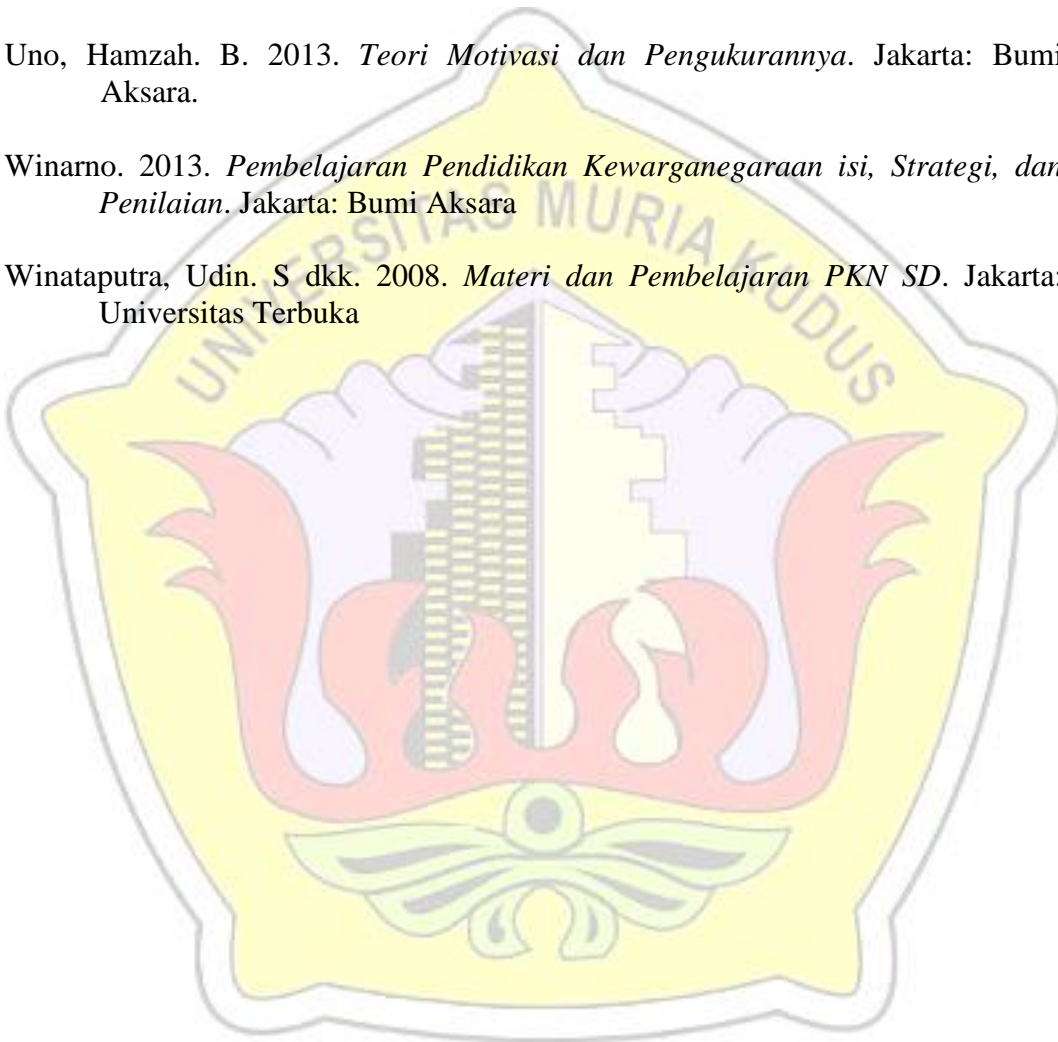 Uno, Hamzah. B. 2013. Teori Motivasi dan Pengukurannya. Jakarta: Bumi
Aksara.
Winarno. 2013. Pembelajaran Pendidikan Kewarganegaraan isi, Strategi, dan
Penilaian. Jakarta: Bumi Aksara
Winataputra, Udin. S dkk. 2008. Materi dan Pembelajaran PKN SD. Jakarta:
Universitas Terbuka
UNIVERSITAS MURIA KUDUS